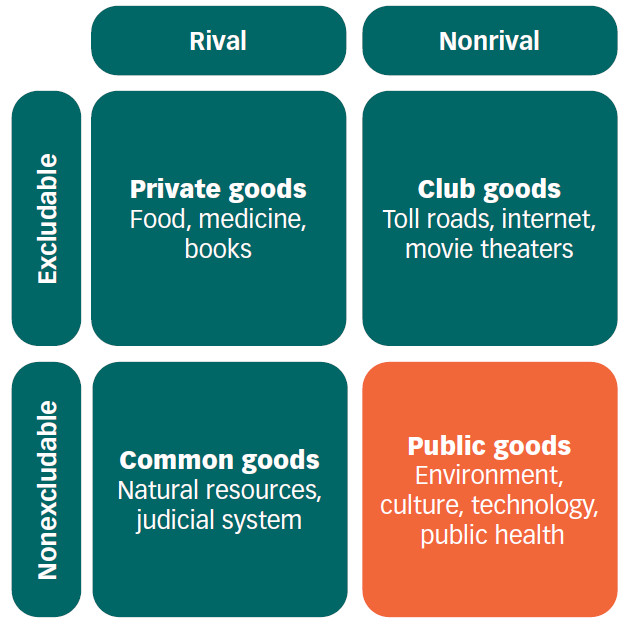 Rival
Nonrival
Excludable
Private goods
Food, medicine,
books
Club goods
Toll roads, internet,
movie theaters
Nonexcludable
Common goods
Natural resources,
judicial system
Public goods
Environment,
culture, technology,
public health